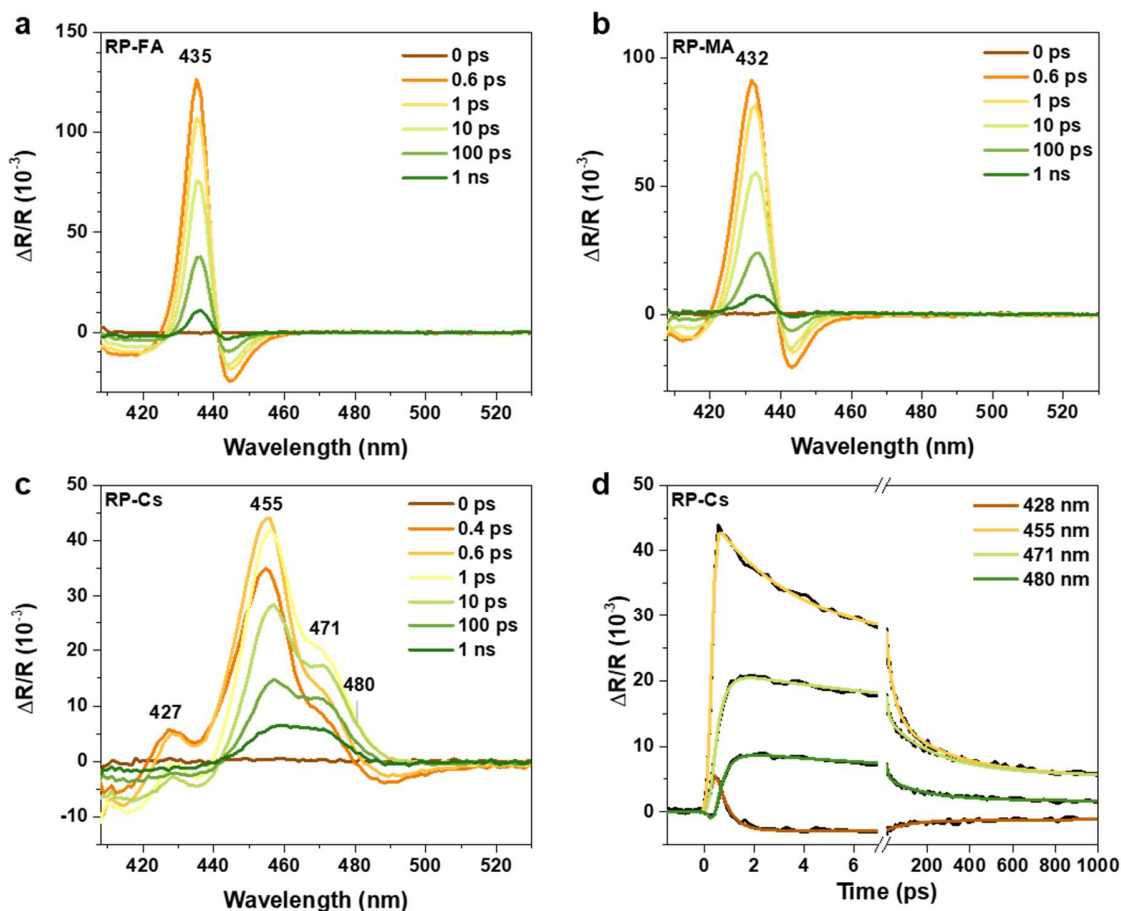 a
RP-FA
435
0 ps
0.6 ps
1 ps
10 ps
100 ps
1 ns
150
100
50
0
ΔR/R (10⁻³)
420 440 460 480 500 520
Wavelength (nm)
b
RP-MA
432
0 ps
0.6 ps
1 ps
10 ps
100 ps
1 ns
100
50
0
ΔR/R (10⁻³)
420 440 460 480 500 520
Wavelength (nm)
c
RP-Cs
455
427
471
480
0 ps
0.4 ps
0.6 ps
1 ps
10 ps
100 ps
1 ns
50
40
30
20
10
0
-10
ΔR/R (10⁻³)
420 440 460 480 500 520
Wavelength (nm)
d
RP-Cs
428 nm
455 nm
471 nm
480 nm
50
40
30
20
10
0
ΔR/R (10⁻³)
0 2 4 6 200 400 600 800 1000
Time (ps)